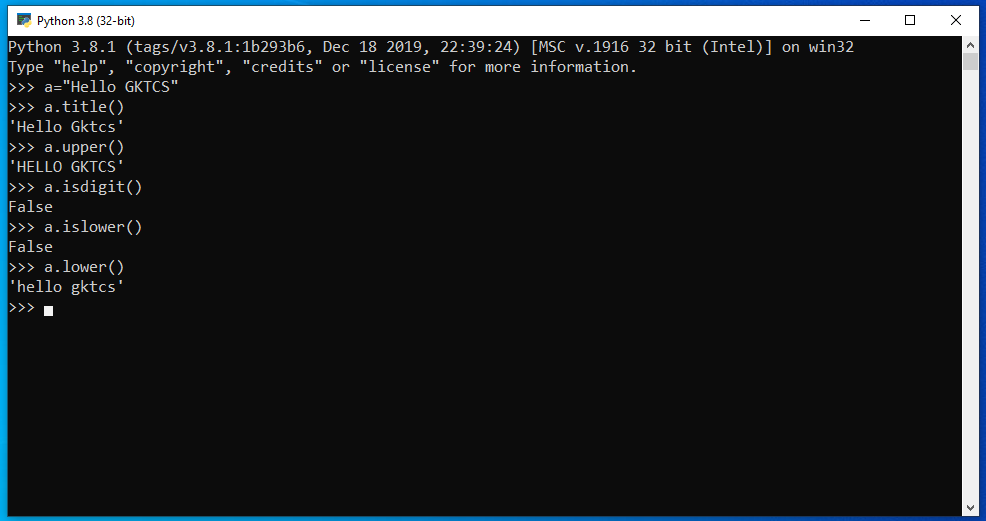 Python 3.8 (32-bit)
Python 3.8.1 (tags/v3.8.1:1b293b6, Dec 18 2019, 22:39:24) [MSC v.1916 32 bit (Intel)] on win32
Type "help", "copyright", "credits" or "license" for more information.
>>> a="Hello GKTCS"
>>> a.title()
'Hello Gktcs'
>>> a.upper()
'HELLO GKTCS'
>>> a.isdigit()
False
>>> a.islower()
False
>>> a.lower()
'hello gktcs'
>>>